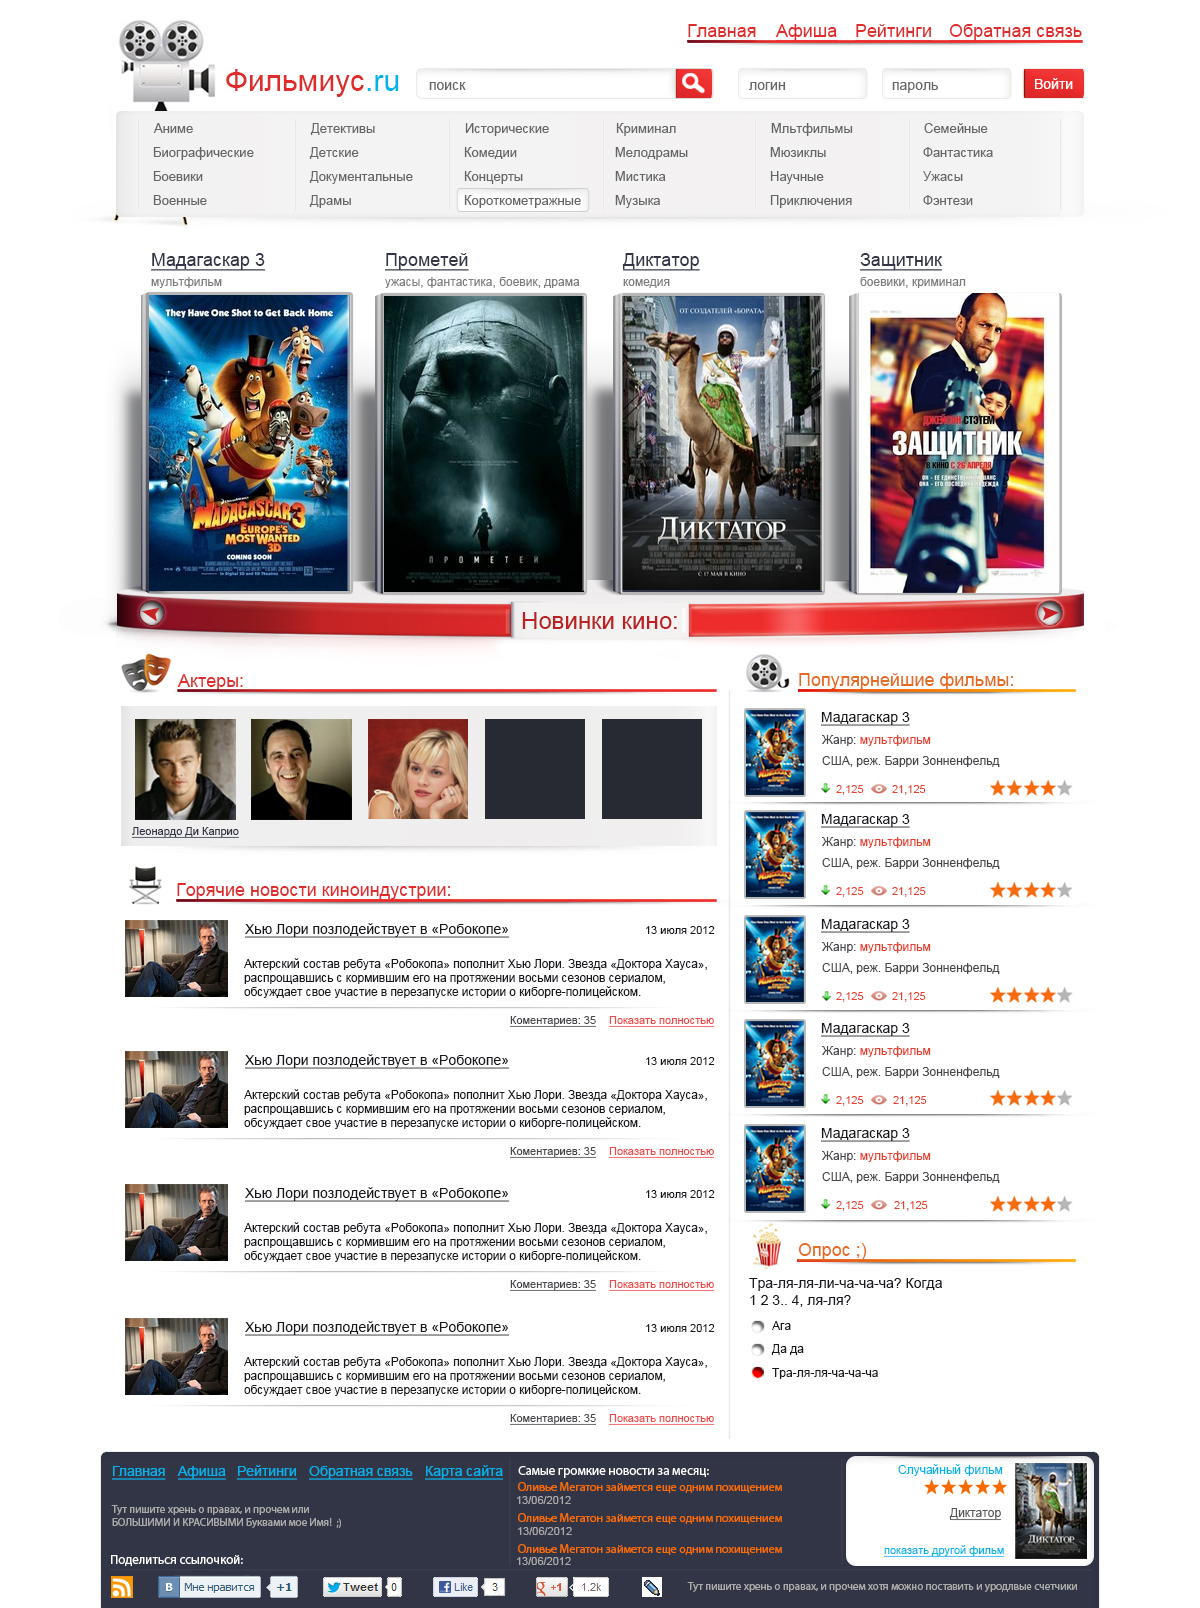 Главная Афиша Рейтинги Обратная связь
Фильмиус.ru
поиск
логин
пароль
Войти
Аниме Детективы Исторические Криминал Мльтфильмы Семейные
Биографические Детские Комедии Мелодрамы Мюзиклы Фантастика
Боевики Документальные Концерты Мистика Научные Ужасы
Военные Драмы Короткометражные Музыка Приключения Фэнтези
Мадагаскар 3
мультфильм
Прометей
ужасы, фантастика, боевик, драма
Диктатор
комедия
Защитник
боевики, криминал
They Have One Shot to Get Back Home
MADAGASCAR 3
EUROPE'S
MOST WANTED
3D
COMING SOON
In Digital 3D and 3D Theatres
ПРОМЕТЕЙ
ОТ СОЗДАТЕЛЕЙ «БОРАТА»
ДИКТАТОР
С 17 МАЯ В КИНО
ДЖЕЙСОН СТЭТЕМ
ЗАЩИТНИК
В КИНО С 26 АПРЕЛЯ
ОН - ЕЕ ЕДИНСТВЕННЫЙ ШАНС
ОНА - ЕГО ПОСЛЕДНЯЯ НАДЕЖДА
Новинки кино:
Актеры:
Леонардо Ди Каприо
Горячие новости киноиндустрии:
Хью Лори позлодействует в «Робокопе» 13 июля 2012
Актерский состав ребута «Робокопа» пополнит Хью Лори. Звезда «Доктора Хауса»,
распрощавшись с кормившим его на протяжении восьми сезонов сериалом,
обсуждает свое участие в перезапуске истории о киборге-полицейском.
Коментариев: 35 Показать полностью
Хью Лори позлодействует в «Робокопе» 13 июля 2012
Актерский состав ребута «Робокопа» пополнит Хью Лори. Звезда «Доктора Хауса»,
распрощавшись с кормившим его на протяжении восьми сезонов сериалом,
обсуждает свое участие в перезапуске истории о киборге-полицейском.
Коментариев: 35 Показать полностью
Хью Лори позлодействует в «Робокопе» 13 июля 2012
Актерский состав ребута «Робокопа» пополнит Хью Лори. Звезда «Доктора Хауса»,
распрощавшись с кормившим его на протяжении восьми сезонов сериалом,
обсуждает свое участие в перезапуске истории о киборге-полицейском.
Коментариев: 35 Показать полностью
Хью Лори позлодействует в «Робокопе» 13 июля 2012
Актерский состав ребута «Робокопа» пополнит Хью Лори. Звезда «Доктора Хауса»,
распрощавшись с кормившим его на протяжении восьми сезонов сериалом,
обсуждает свое участие в перезапуске истории о киборге-полицейском.
Коментариев: 35 Показать полностью
Популярнейшие фильмы:
Мадагаскар 3
Жанр: мультфильм
США, реж. Барри Зонненфельд
2,125 21,125
Мадагаскар 3
Жанр: мультфильм
США, реж. Барри Зонненфельд
2,125 21,125
Мадагаскар 3
Жанр: мультфильм
США, реж. Барри Зонненфельд
2,125 21,125
Мадагаскар 3
Жанр: мультфильм
США, реж. Барри Зонненфельд
2,125 21,125
Мадагаскар 3
Жанр: мультфильм
США, реж. Барри Зонненфельд
2,125 21,125
Опрос ;)
Тра-ля-ля-ли-ча-ча-ча? Когда
1 2 3.. 4, ля-ля?
Ага
Да да
Тра-ля-ля-ча-ча-ча
Главная Афиша Рейтинги Обратная связь Карта сайта
Тут пишите хрень о правах, и прочем или
БОЛЬШИМИ И КРАСИВЫМИ Буквами мое Имя! ;)
Поделиться ссылочкой:
Самые громкие новости за месяц:
Оливье Мегатон займется еще одним похищением
13/06/2012
Оливье Мегатон займется еще одним похищением
13/06/2012
Оливье Мегатон займется еще одним похищением
13/06/2012
Случайный фильм
Диктатор
показать другой фильм
ДИКТАТОР
В Мне нравится +1 Tweet 0 Like 3 g +1 1.2k
Тут пишите хрень о правах, и прочем хотя можно поставить и уродлвые счетчики